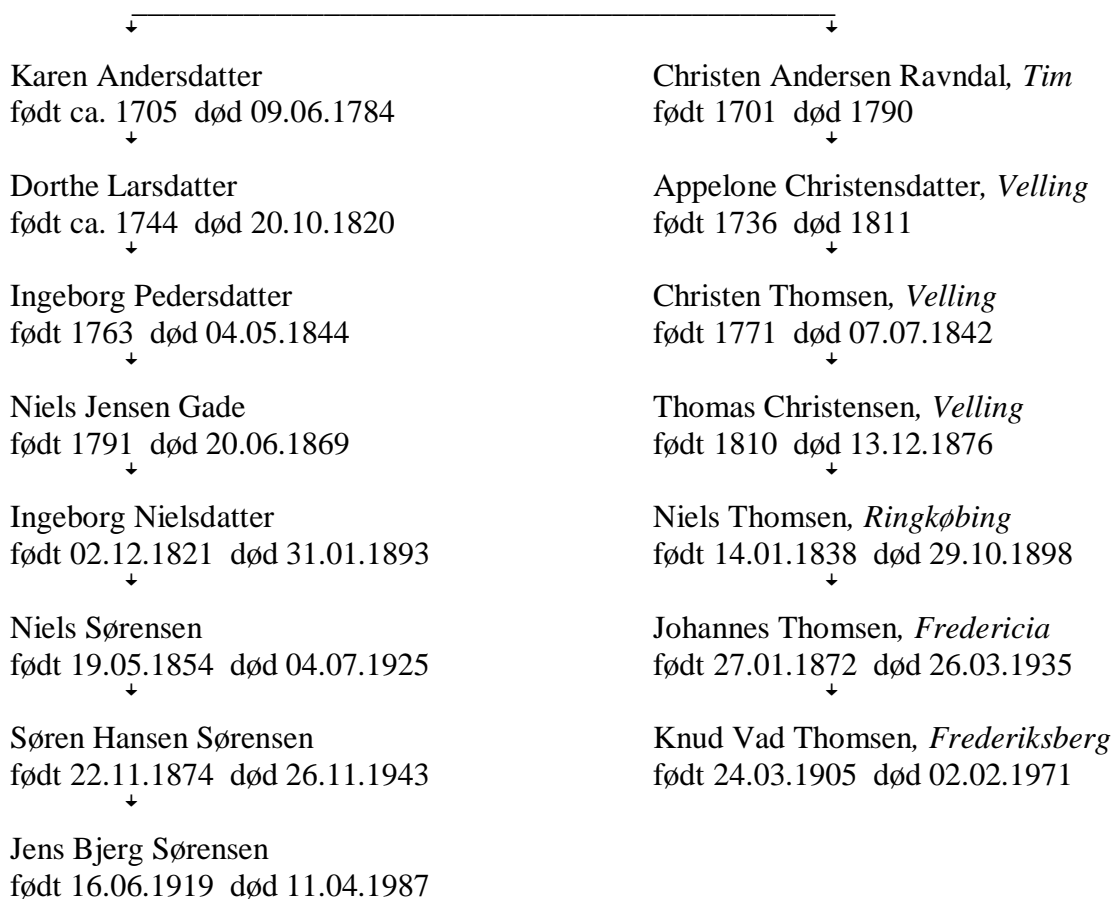 Karen Andersdatter
født ca. 1705 død 09.06.1784
Dorthe Larsdatter
født ca. 1744 død 20.10.1820
Ingeborg Pedersdatter
født 1763 død 04.05.1844
Niels Jensen Gade
født 1791 død 20.06.1869
Ingeborg Nielsdatter
født 02.12.1821 død 31.01.1893
Niels Sørensen
født 19.05.1854 død 04.07.1925
Søren Hansen Sørensen
født 22.11.1874 død 26.11.1943
Jens Bjerg Sørensen
født 16.06.1919 død 11.04.1987
Christen Andersen Ravndal, Tim
født 1701 død 1790
Appelone Christensdatter, Velling
født 1736 død 1811
Christen Thomsen, Velling
født 1771 død 07.07.1842
Thomas Christensen, Velling
født 1810 død 13.12.1876
Niels Thomsen, Ringkøbing
født 14.01.1838 død 29.10.1898
Johannes Thomsen, Fredericia
født 27.01.1872 død 26.03.1935
Knud Vad Thomsen, Frederiksberg
født 24.03.1905 død 02.02.1971